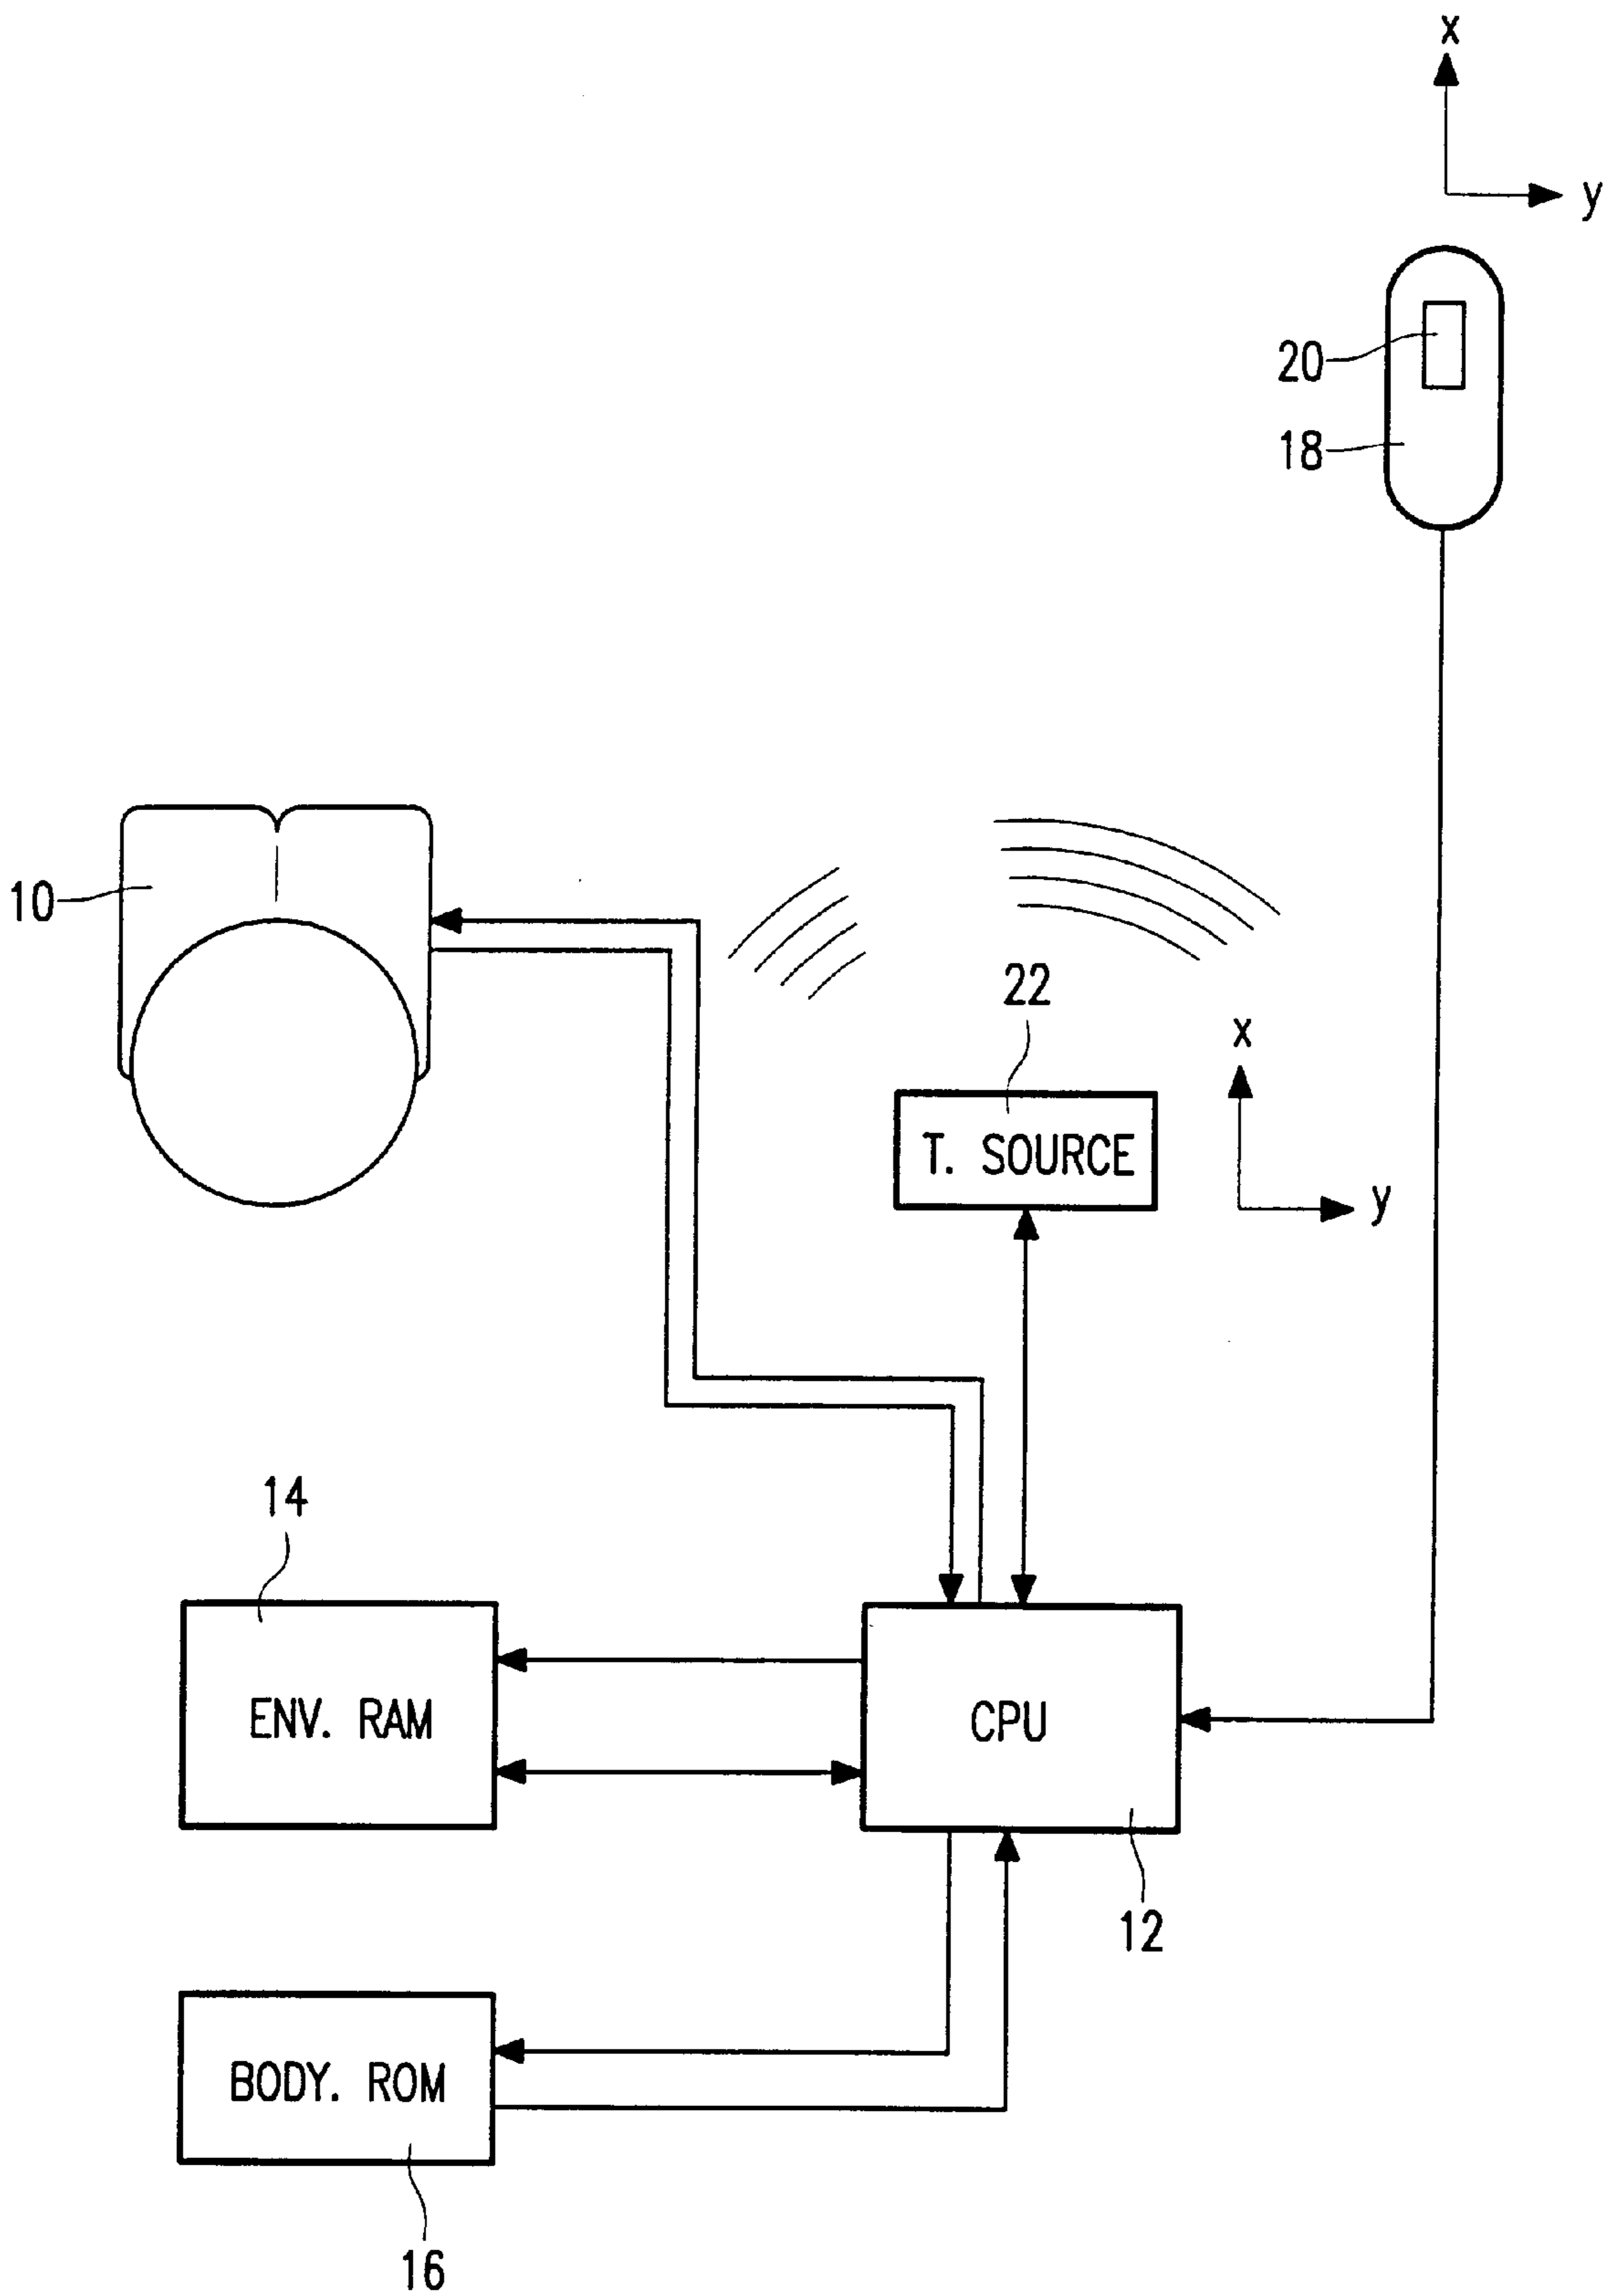 x
y
20
18
10
22
x
T. SOURCE
y
14
ENV. RAM
CPU
12
BODY. ROM
16